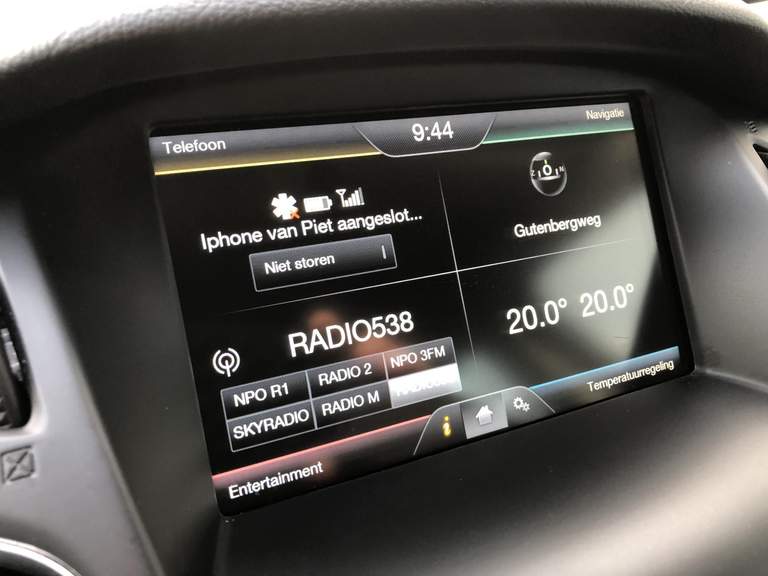 Telefoon
9:44
Navigatie
Z O N
Iphone van Piet aangeslot...
Niet storen
Gutenbergweg
RADIO538
20.0° 20.0°
NPO R1
RADIO 2
NPO 3FM
SKYRADIO
RADIO M
RADIO538
i
Temperatuurregeling
Entertainment